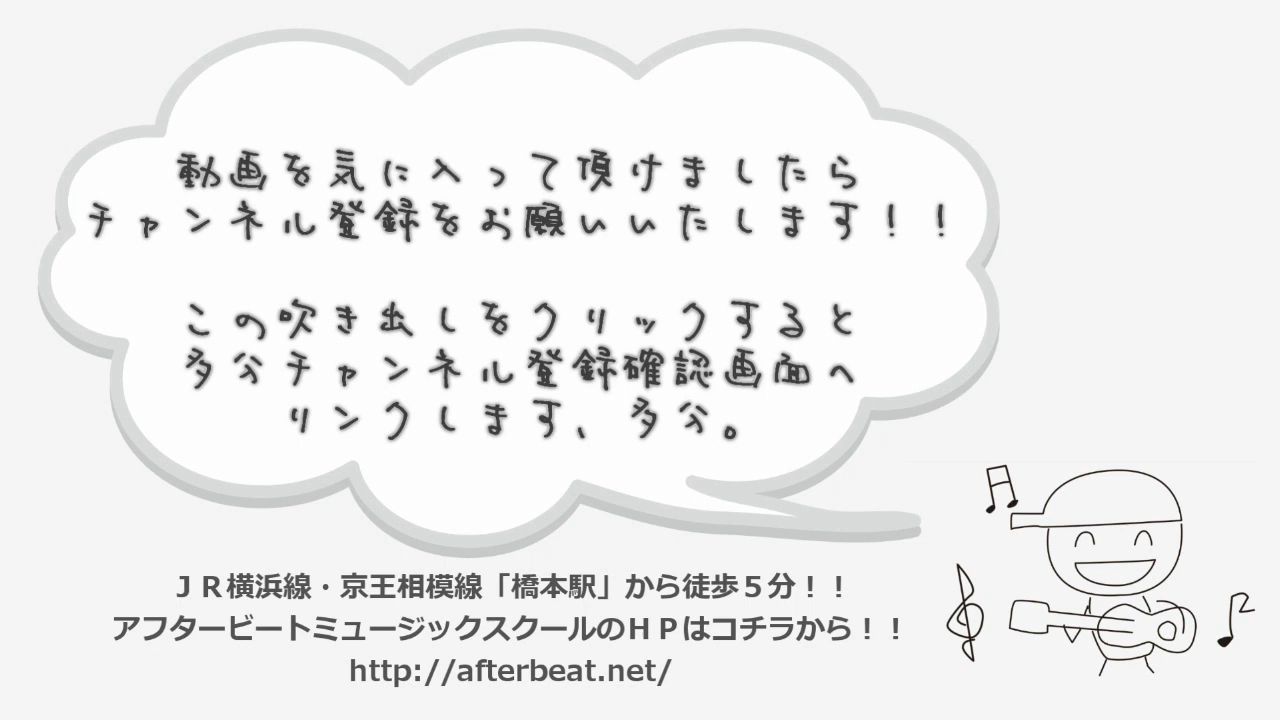 動画を気に入って頂けましたら
チャンネル登録をお願いいたします！！
この吹き出しをクリックすると
多分チャンネル登録確認画面へ
リンクします、多分。
ＪＲ横浜線・京王相模線「橋本駅」から徒歩５分！！
アフタービートミュージックスクールのＨＰはコチラから！！
http://afterbeat.net/